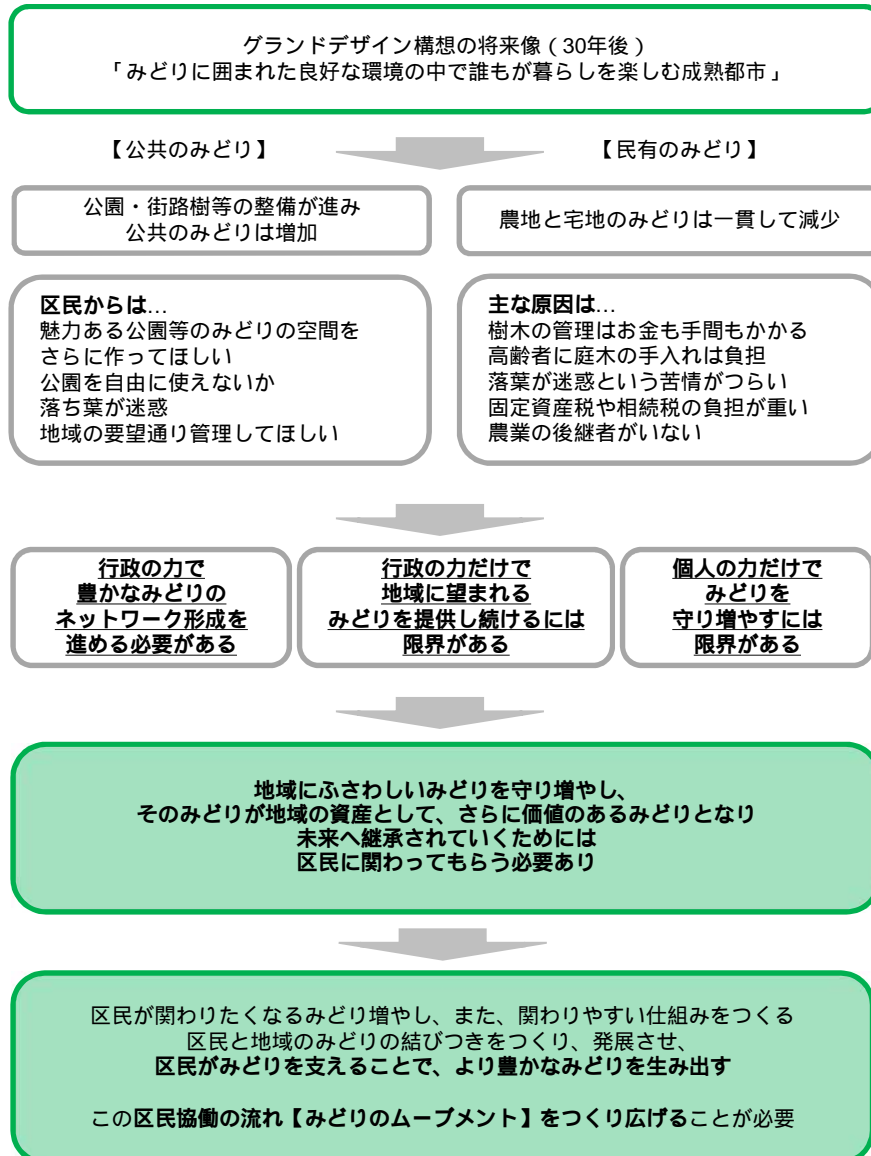 グランドデザイン構想の将来像（30年後）
「みどりに囲まれた良好な環境の中で誰もが暮らしを楽しむ成熟都市」
【公共のみどり】
【民有のみどり】
公園・街路樹等の整備が進み
公共のみどりは増加
農地と宅地のみどりは一貫して減少
区民からは…
魅力ある公園等のみどりの空間を
さらに作ってほしい
公園を自由に使えないか
落ち葉が迷惑
地域の要望通り管理してほしい
主な原因は…
樹木の管理はお金も手間もかかる
高齢者に庭木の手入れは負担
落葉が迷惑という苦情がつらい
固定資産税や相続税の負担が重い
農業の後継者がいない
行政の力で
豊かなみどりの
ネットワーク形成を
進める必要がある
行政の力だけで
地域に望まれる
みどりを提供し続けるには
限界がある
個人の力だけで
みどりを
守り増やすには
限界がある
地域にふさわしいみどりを守り増やし、
そのみどりが地域の資産として、さらに価値のあるみどりとなり
未来へ継承されていくためには
区民に関わってもらう必要あり
区民が関わりたくなるみどり増やし、また、関わりやすい仕組みをつくる
区民と地域のみどりの結びつきをつくり、発展させ、
区民がみどりを支えることで、より豊かなみどりを生み出す
この区民協働の流れ【みどりのムーブメント】をつくり広げることが必要